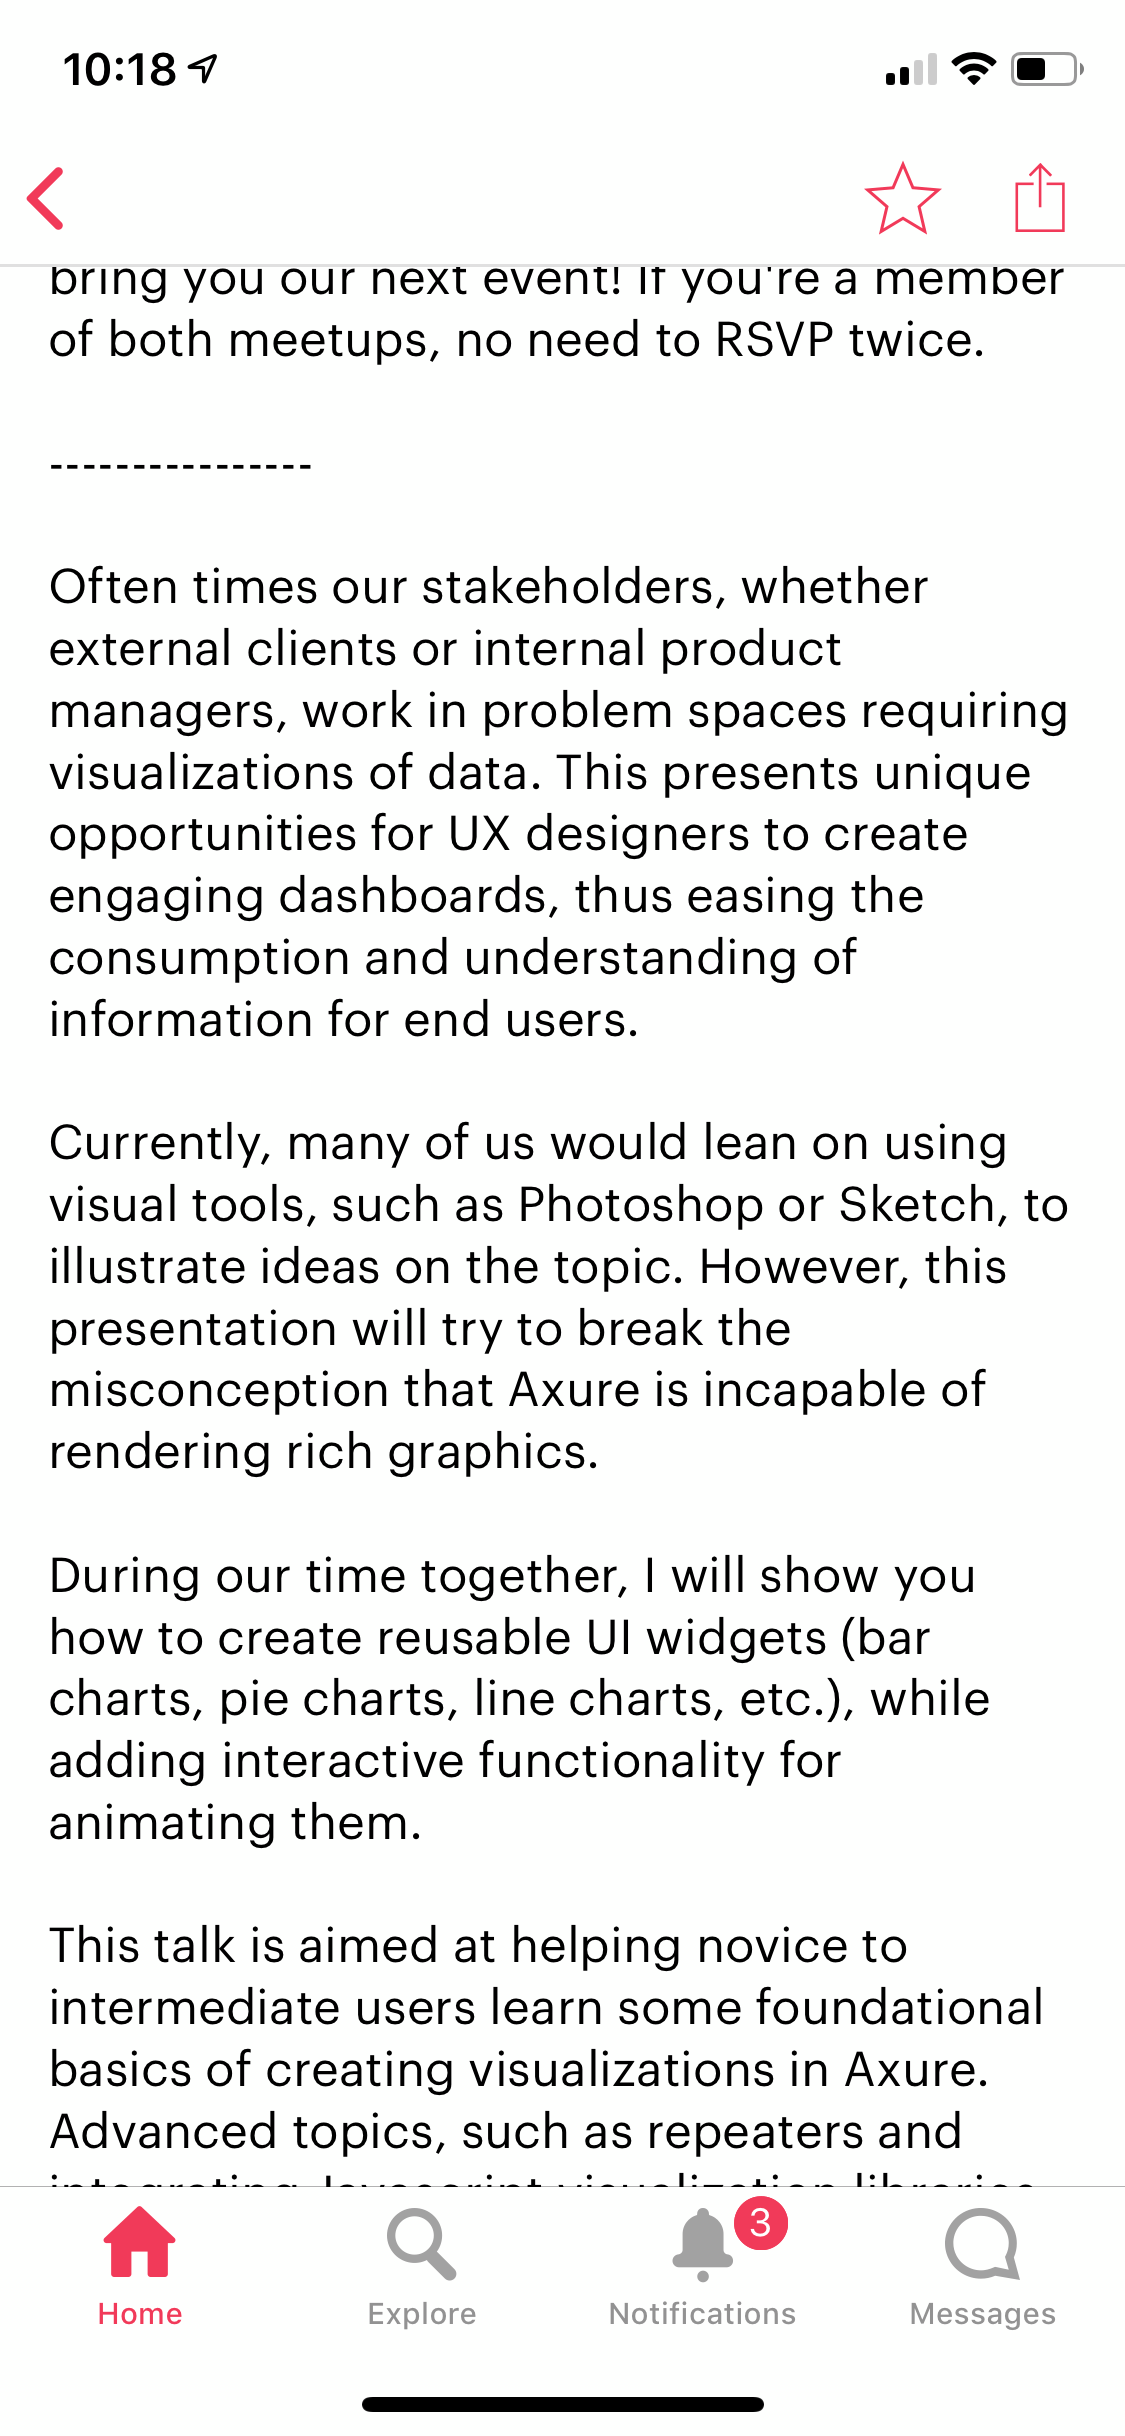 10:18
bring you our next event! If you're a member
of both meetups, no need to RSVP twice.
----------------
Often times our stakeholders, whether
external clients or internal product
managers, work in problem spaces requiring
visualizations of data. This presents unique
opportunities for UX designers to create
engaging dashboards, thus easing the
consumption and understanding of
information for end users.
Currently, many of us would lean on using
visual tools, such as Photoshop or Sketch, to
illustrate ideas on the topic. However, this
presentation will try to break the
misconception that Axure is incapable of
rendering rich graphics.
During our time together, I will show you
how to create reusable UI widgets (bar
charts, pie charts, line charts, etc.), while
adding interactive functionality for
animating them.
This talk is aimed at helping novice to
intermediate users learn some foundational
basics of creating visualizations in Axure.
Advanced topics, such as repeaters and
integrating Javascript visualization libraries
3
Home
Explore
Notifications
Messages